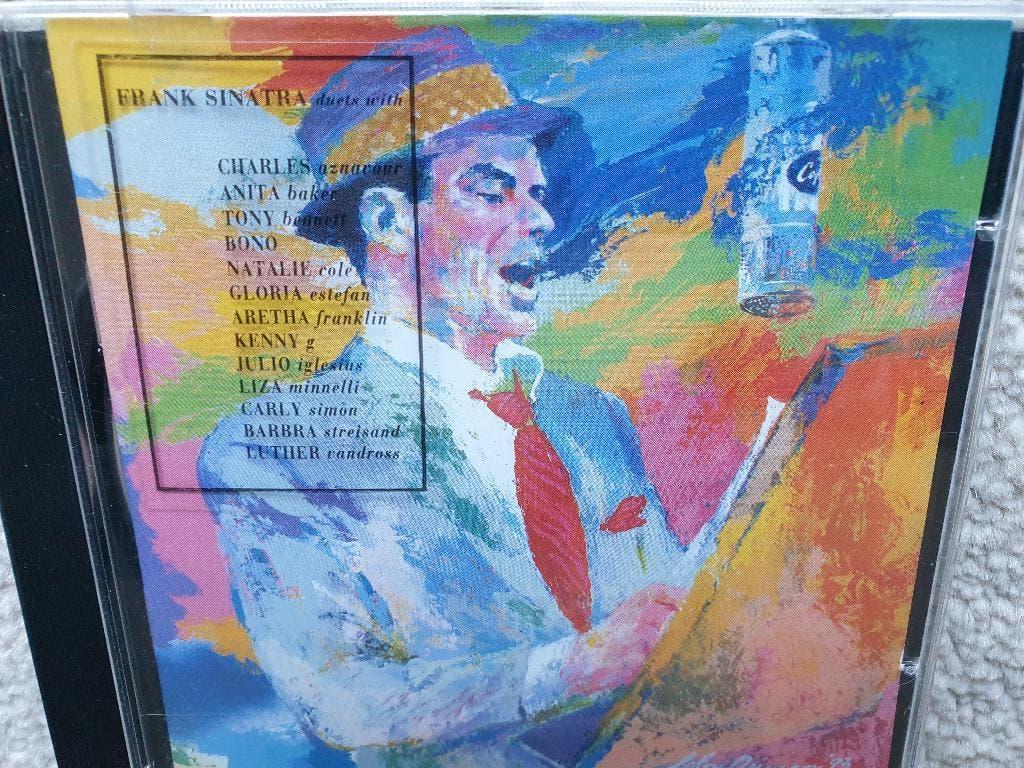 FRANK SINATRA duets with
CHARLES aznavour
ANITA baker
TONY bennett
BONO
NATALIE cole
GLORIA estefan
ARETHA franklin
KENNY g
JULIO iglesias
LIZA minnelli
CARLY simon
BARBRA streisand
LUTHER vandross